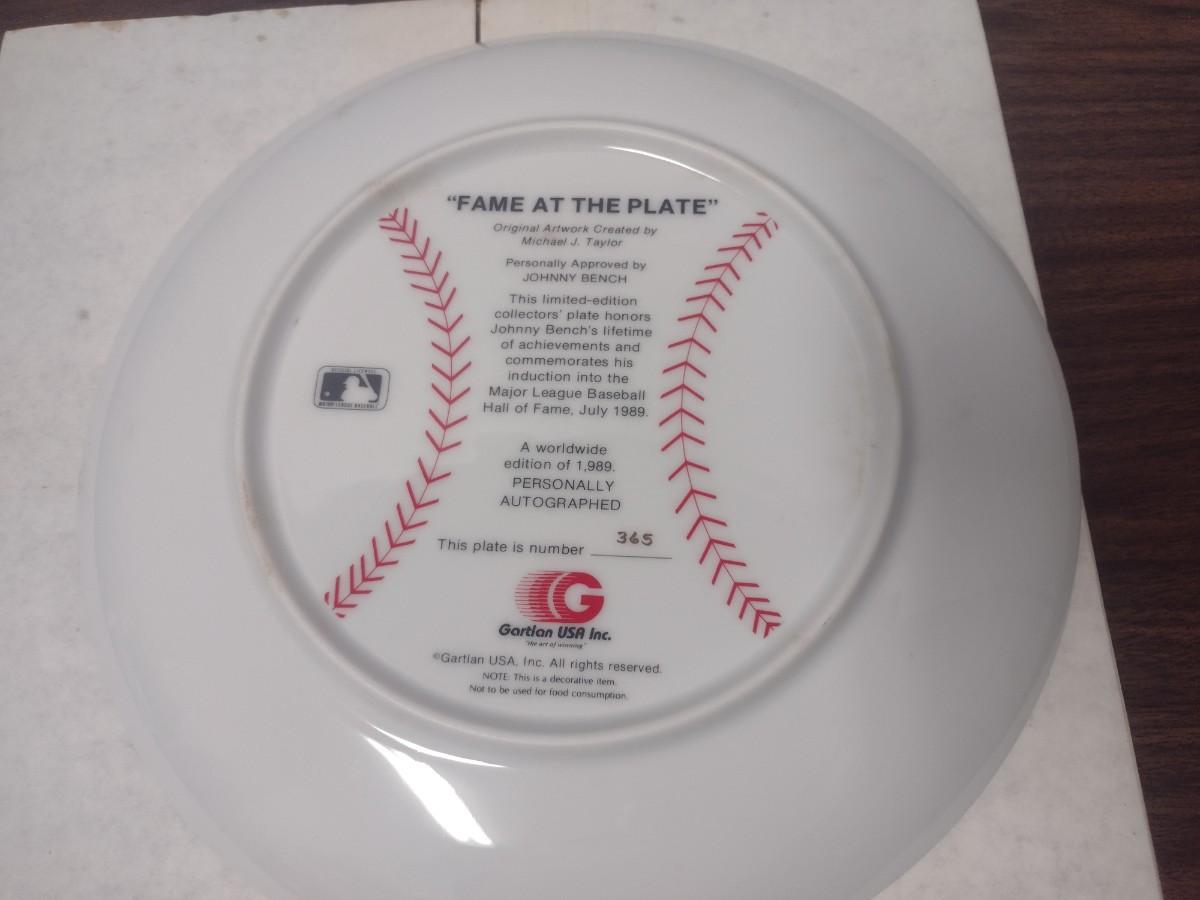 “FAME AT THE PLATE”
Original Artwork Created by
Michael J. Taylor
Personally Approved by
JOHNNY BENCH
This limited-edition
collectors' plate honors
Johnny Bench's lifetime
of achievements and
commemorates his
induction into the
Major League Baseball
Hall of Fame, July 1989.
MAJOR LEAGUE BASEBALL
A worldwide
edition of 1,989.
PERSONALLY
AUTOGRAPHED
This plate is number 365
G
Gartlan USA Inc.
"the art of winning"
©Gartlan USA, Inc. All rights reserved.
NOTE: This is a decorative item.
Not to be used for food consumption.